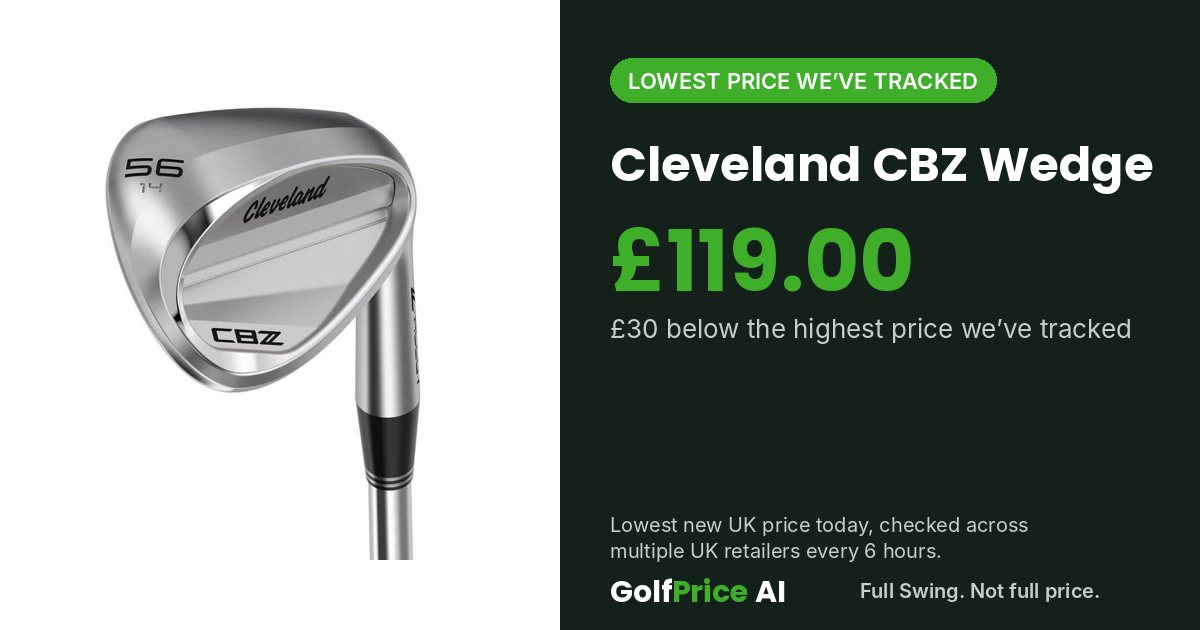 56
14
Cleveland
CBZ
LOWEST PRICE WE’VE TRACKED
Cleveland CBZ Wedge
£119.00
£30 below the highest price we’ve tracked
Lowest new UK price today, checked across
multiple UK retailers every 6 hours.
GolfPrice AI
Full Swing. Not full price.